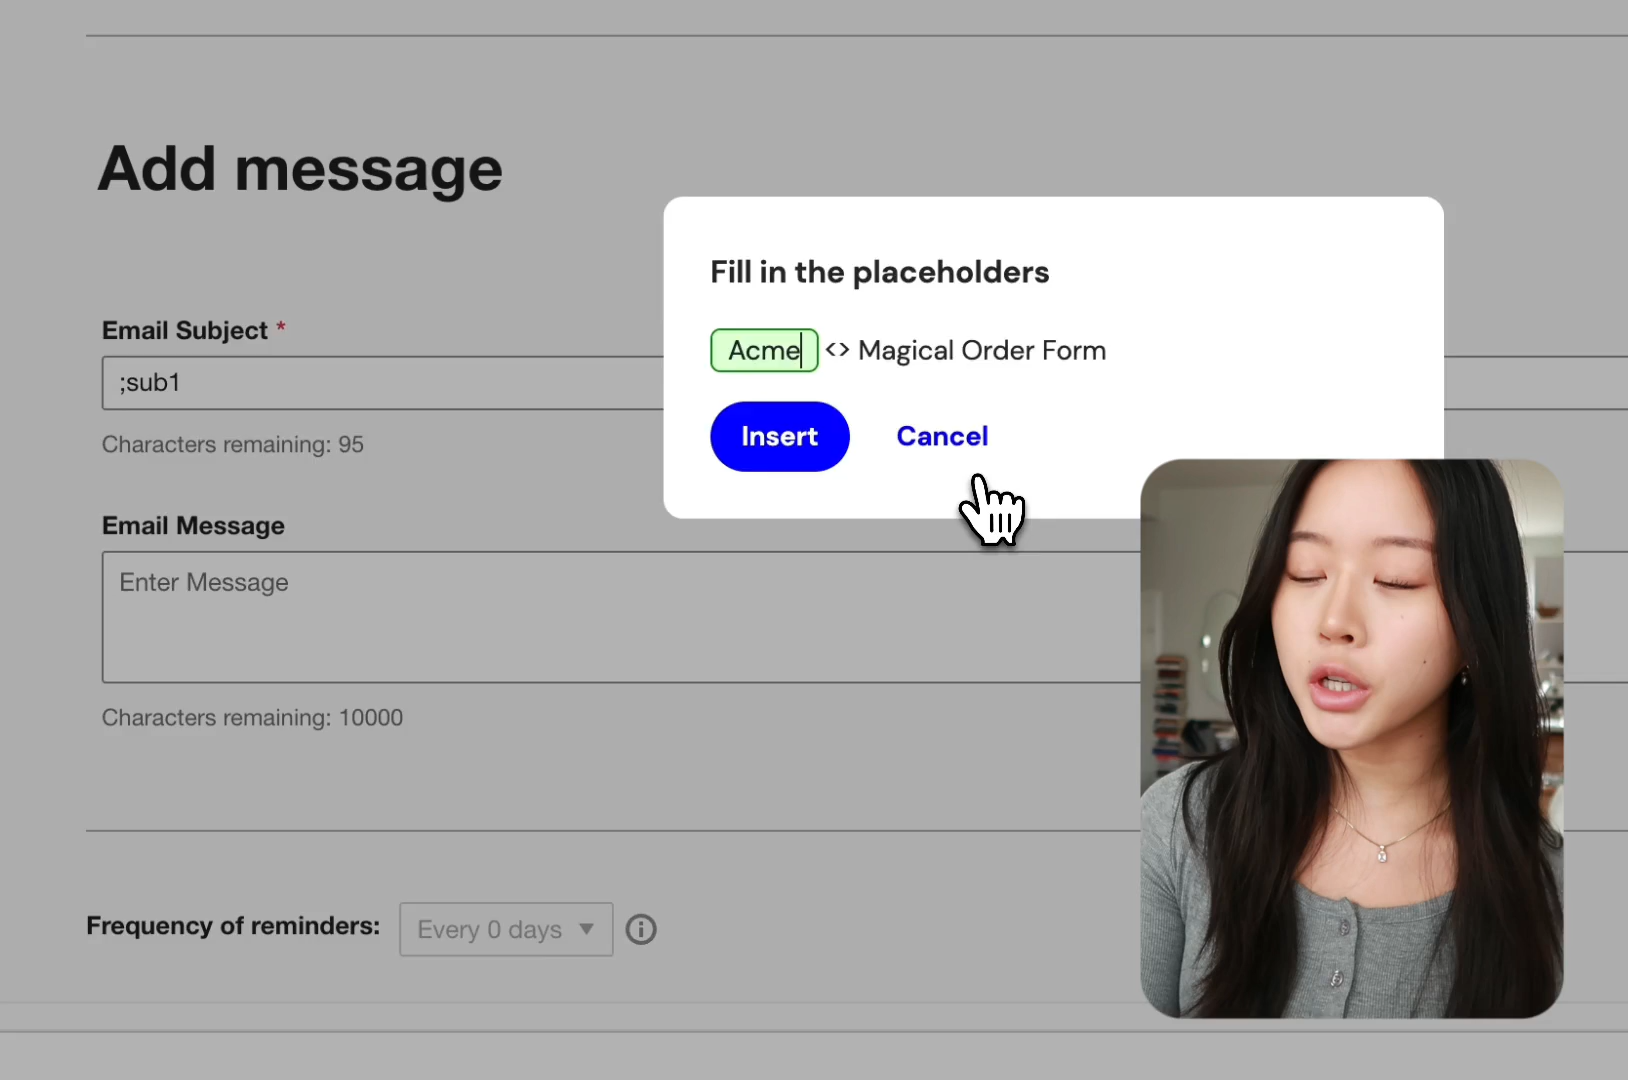 Add message
Fill in the placeholders
Acme <> Magical Order Form
Insert
Cancel
Email Subject *
;sub1
Characters remaining: 95
Email Message
Enter Message
Characters remaining: 10000
Frequency of reminders:
Every 0 days